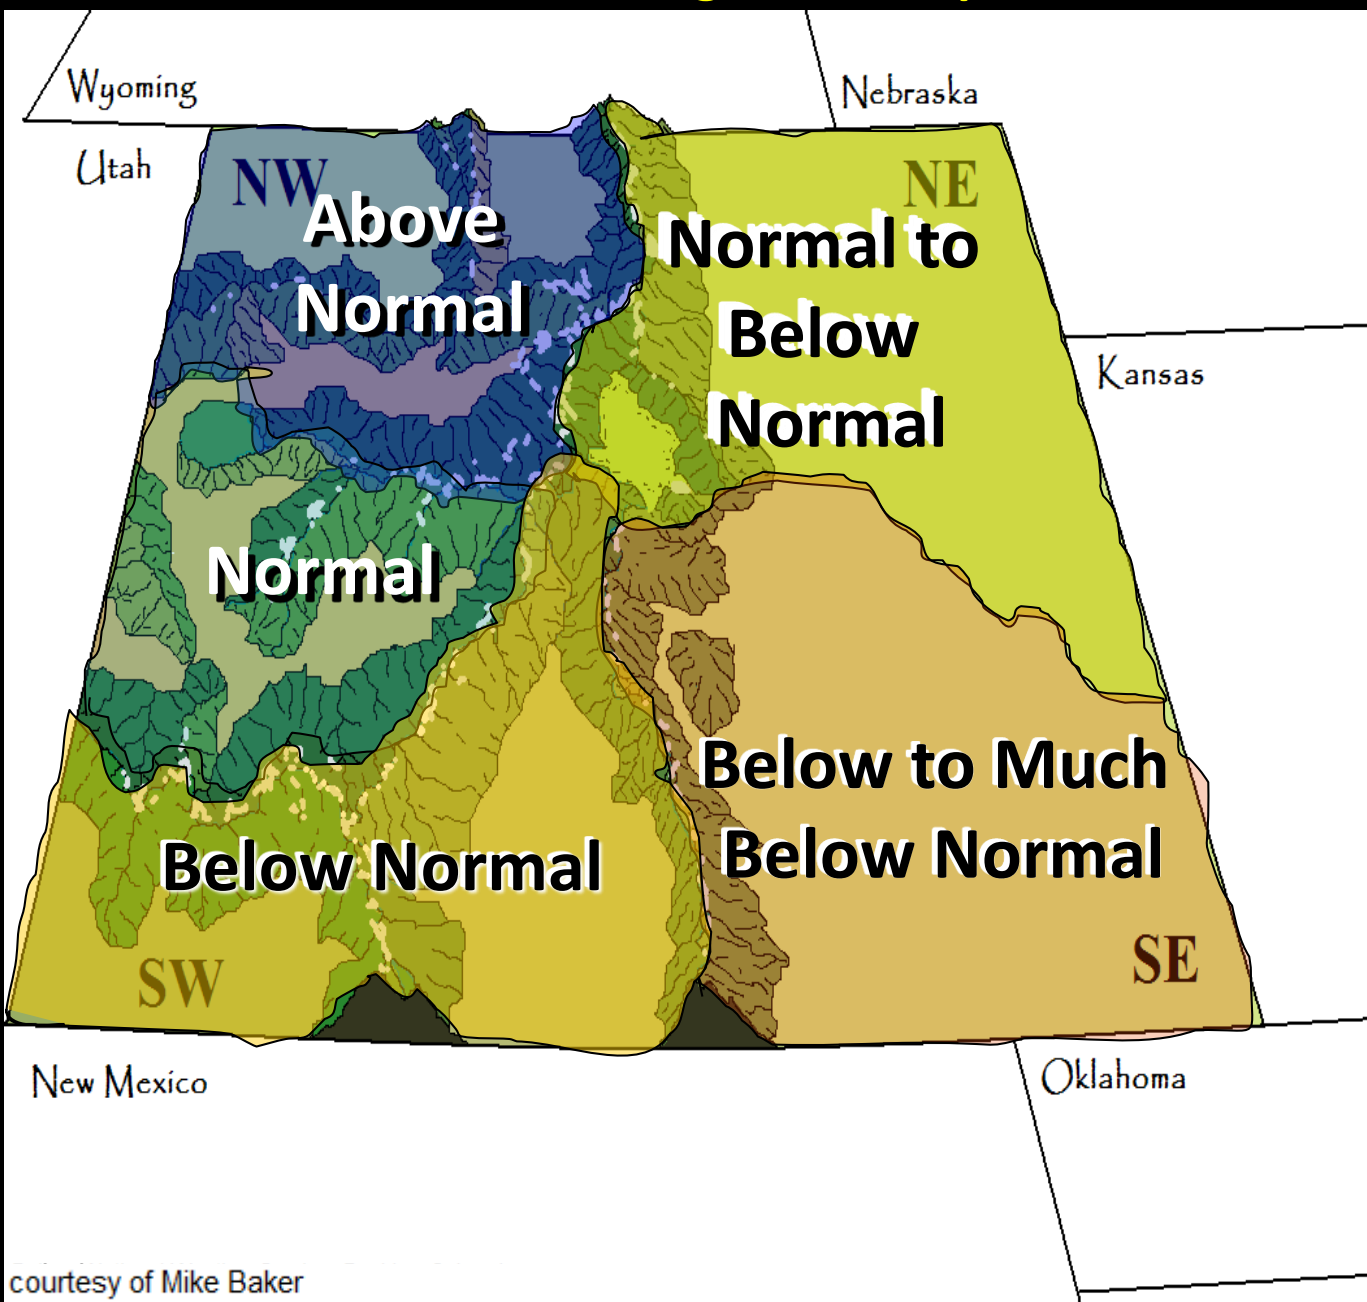 Wyoming
Nebraska
Utah
NW
NE
Above
Normal
Normal to
Below
Normal
Kansas
Normal
Below to Much
Below Normal
Below Normal
SW
SE
New Mexico
Oklahoma
courtesy of Mike Baker